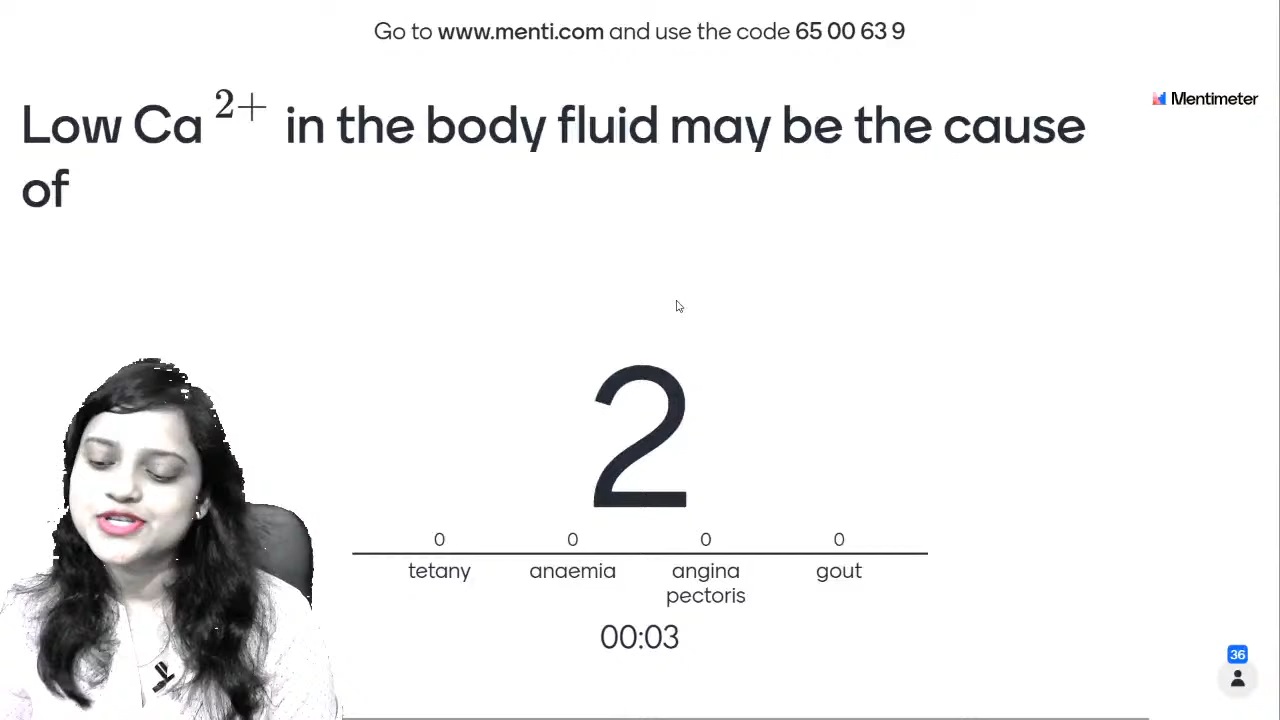 Go to www.menti.com and use the code 65 00 63 9
Mentimeter
Low Ca 2+ in the body fluid may be the cause
of
2
0 0 0 0
tetany anaemia angina pectoris gout
00:03
36